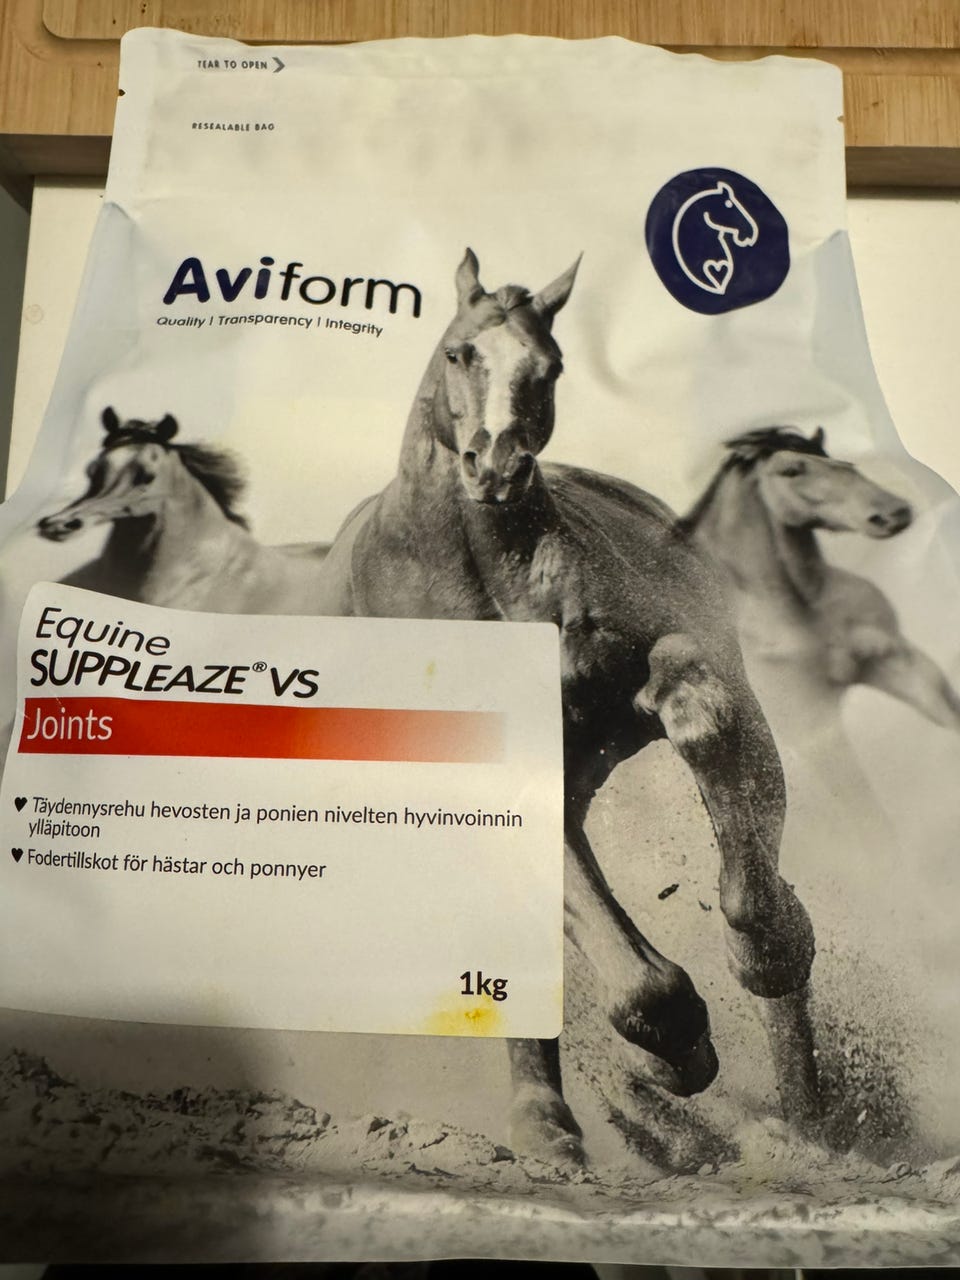 TEAR TO OPEN
RESEALABLE BAG
Aviform
Quality | Transparency | Integrity
Equine
SUPPLEAZE® VS
Joints
Täydennysrehu hevosten ja ponien nivelten hyvinvoinnin
ylläpitoon
Fodertillskot för hästar och ponnyer
1kg